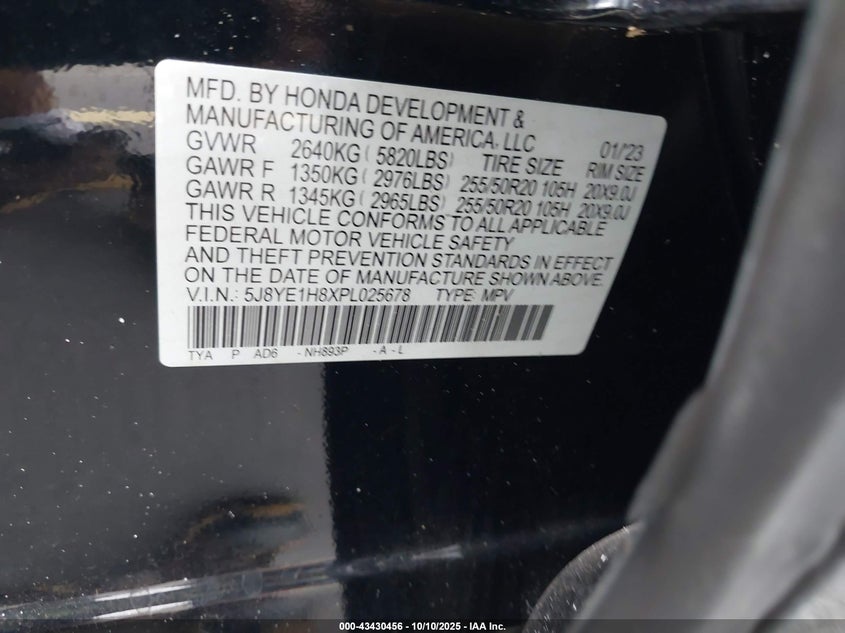 MFD. BY HONDA DEVELOPMENT &
MANUFACTURING OF AMERICA, LLC 01/'23
GVWR 2640KG ( 5820LBS) TIRE SIZE RIM SIZE
GAWR F 1350KG ( 2976LBS) 255/50R20 105H 20X9.0J
GAWR R 1345KG ( 2965LBS) 255/50R20 105H 20X9.0J
THIS VEHICLE CONFORMS TO ALL APPLICABLE
FEDERAL MOTOR VEHICLE SAFETY
AND THEFT PREVENTION STANDARDS IN EFFECT
ON THE DATE OF MANUFACTURE SHOWN ABOVE.
V.I.N.: 5J8YE1H8XPL025678 TYPE: MPV
TYA P AD6 - NH893P - A - L
000-43430456 - 10/10/2025 - IAA Inc.